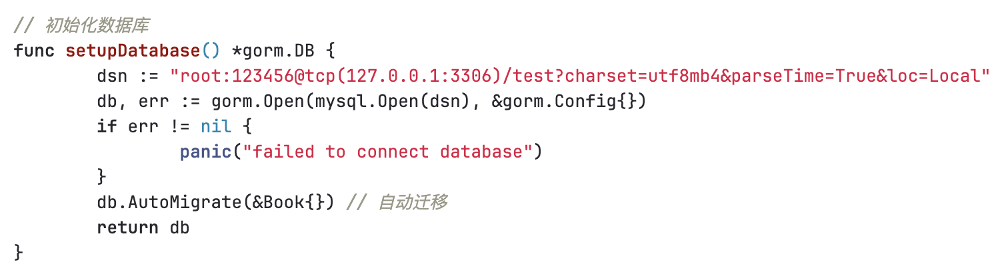 // 初始化数据库
func setupDatabase() *gorm.DB {
        dsn := "root:123456@tcp(127.0.0.1:3306)/test?charset=utf8mb4&parseTime=True&loc=Local"
        db, err := gorm.Open(mysql.Open(dsn), &gorm.Config{})
        if err != nil {
                panic("failed to connect database")
        }
        db.AutoMigrate(&Book{}) // 自动迁移
        return db
}